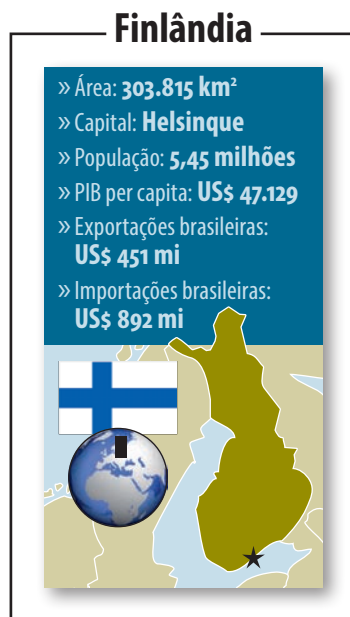 Finlândia
» Área: 303.815 km²
» Capital: Helsinque
» População: 5,45 milhões
» PIB per capita: US$ 47.129
» Exportações brasileiras:
US$ 451 mi
» Importações brasileiras:
US$ 892 mi